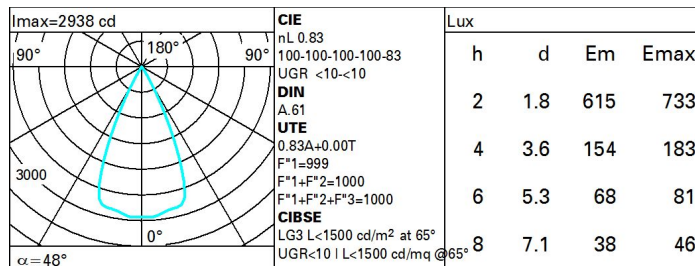 Imax=2938 cd
90° 180° 90°
3000
0°
α=48°
CIE
nL 0.83
100-100-100-100-83
UGR <10-<10
DIN
A.61
UTE
0.83A+0.00T
F"1=999
F"1+F"2=1000
F"1+F"2+F"3=1000
CIBSE
LG3 L<1500 cd/m² at 65°
UGR<10 | L<1500 cd/mq @65°
Lux
h d Em Emax
2 1.8 615 733
4 3.6 154 183
6 5.3 68 81
8 7.1 38 46